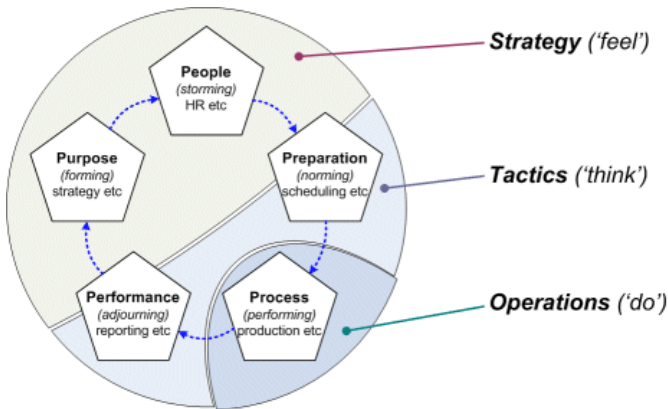 People
(storming)
HR etc
Strategy ('feel')
Purpose
(forming)
strategy etc
Preparation
(norming)
scheduling etc
Tactics ('think')
Performance
(adjourning)
reporting etc
Process
(performing)
production etc
Operations ('do')